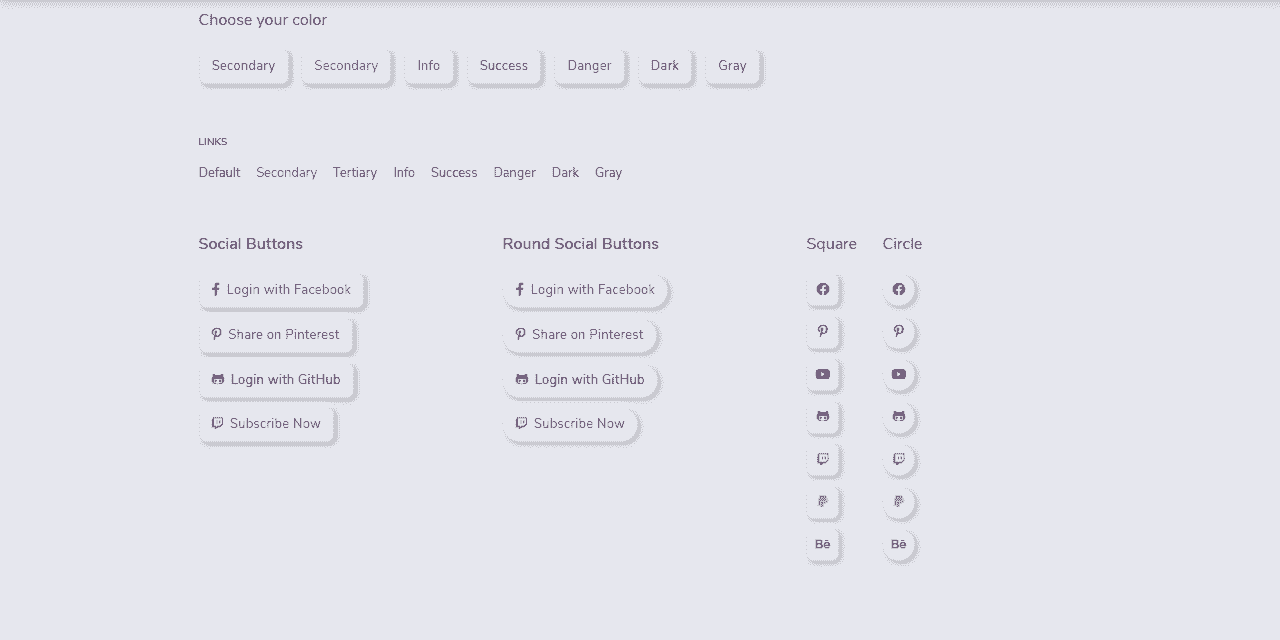 Choose your color
Secondary Secondary Info Success Danger Dark Gray
LINKS
Default Secondary Tertiary Info Success Danger Dark Gray
Social Buttons
Login with Facebook
Share on Pinterest
Login with GitHub
Subscribe Now
Round Social Buttons
Login with Facebook
Share on Pinterest
Login with GitHub
Subscribe Now
Square Circle
Bē Bē